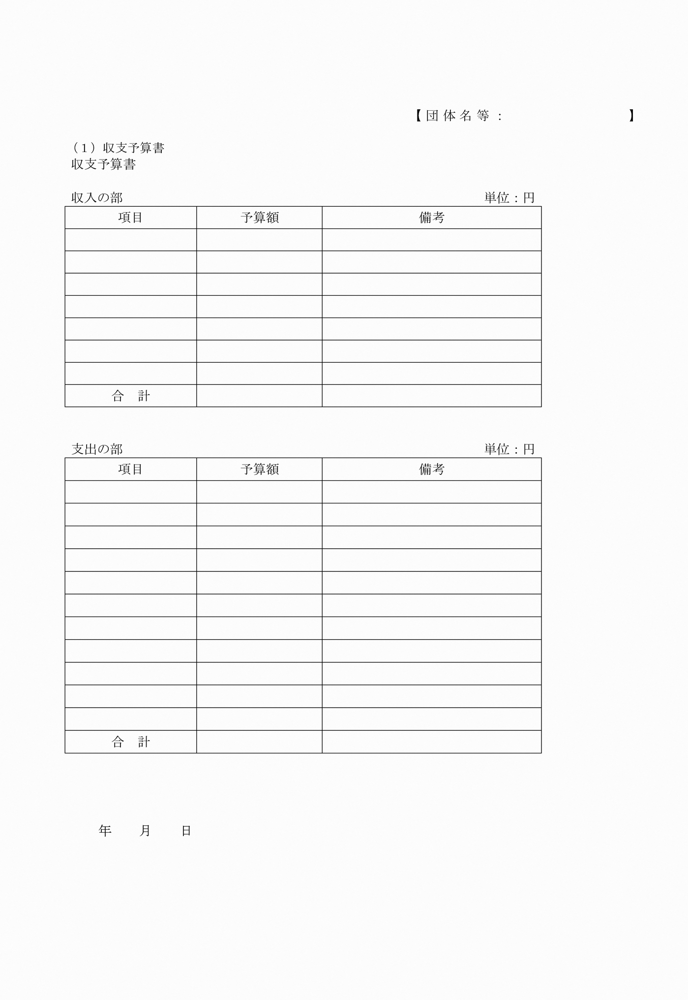 【団体名等：　　　　　　　　】
（１）収支予算書
収支予算書
収入の部　単位：円
項目　予算額　備考
合　計
支出の部　単位：円
項目　予算額　備考
合　計
年　　月　　日